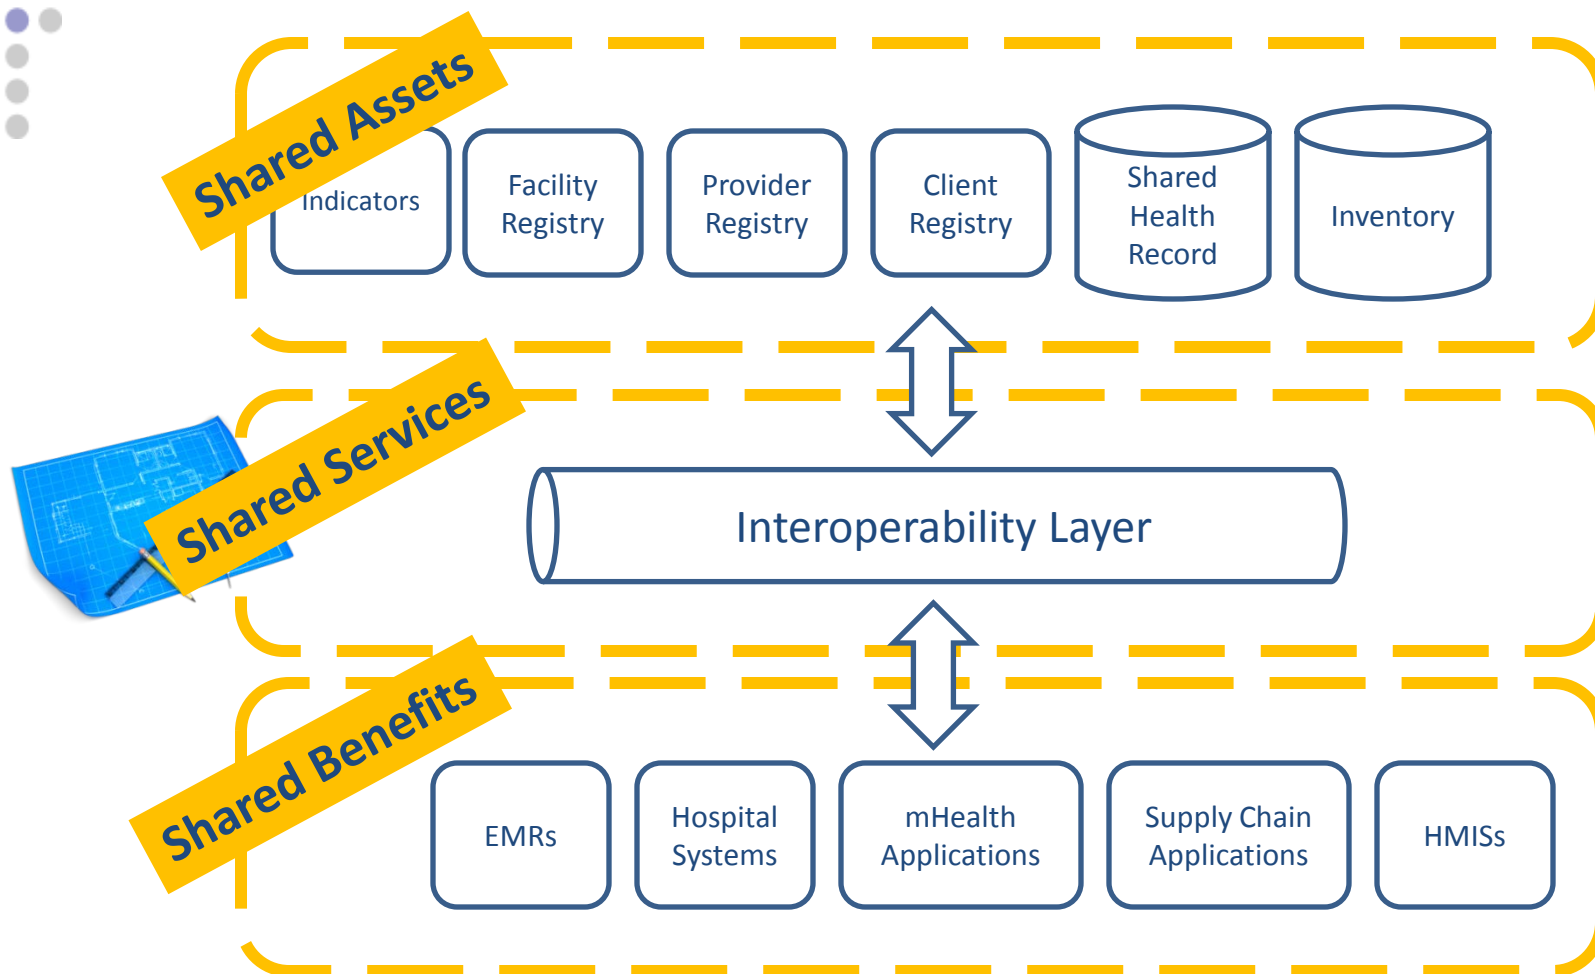 Shared Assets
Indicators
Facility
Registry
Provider
Registry
Client
Registry
Shared
Health
Record
Inventory
Shared Services
Interoperability Layer
Shared Benefits
EMRs
Hospital
Systems
mHealth
Applications
Supply Chain
Applications
HMISs